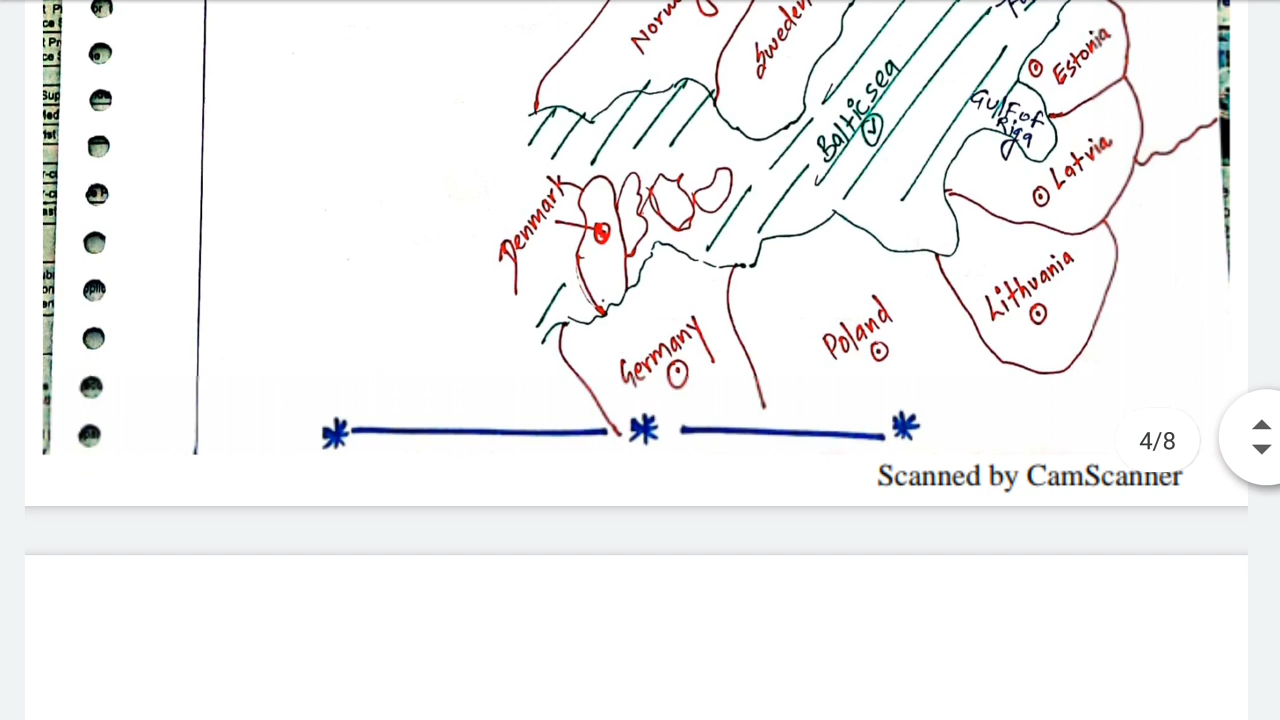 Sweden
Estonia
Baltic sea
Gulf of
Riga
Latvia
Denmark
Lithuania
Poland
Germany
4/8
Scanned by CamScanner